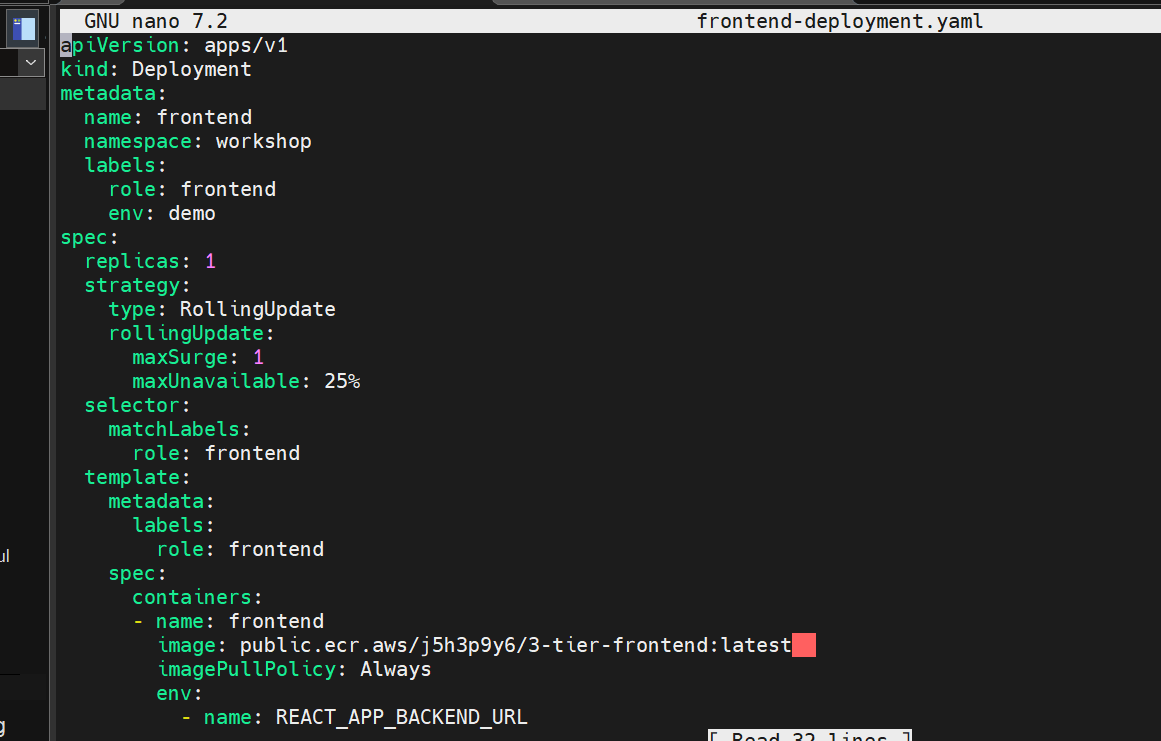 GNU nano 7.2 frontend-deployment.yaml
apiVersion: apps/v1
kind: Deployment
metadata:
  name: frontend
  namespace: workshop
  labels:
    role: frontend
    env: demo
spec:
  replicas: 1
  strategy:
    type: RollingUpdate
    rollingUpdate:
      maxSurge: 1
      maxUnavailable: 25%
  selector:
    matchLabels:
      role: frontend
  template:
    metadata:
      labels:
        role: frontend
    spec:
      containers:
      - name: frontend
        image: public.ecr.aws/j5h3p9y6/3-tier-frontend:latest
        imagePullPolicy: Always
        env:
          - name: REACT_APP_BACKEND_URL
[ Read 32 lines ]